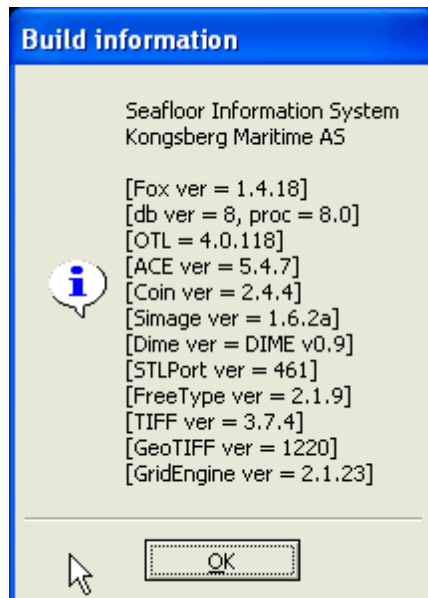 Build information
Seafloor Information System
Kongsberg Maritime AS
[Fox ver = 1.4.18]
[db ver = 8, proc = 8.0]
[OTL = 4.0.118]
[ACE ver = 5.4.7]
[Coin ver = 2.4.4]
[Simage ver = 1.6.2a]
[Dime ver = DIME v0.9]
[STLPort ver = 461]
[FreeType ver = 2.1.9]
[TIFF ver = 3.7.4]
[GeoTIFF ver = 1220]
[GridEngine ver = 2.1.23]
OK